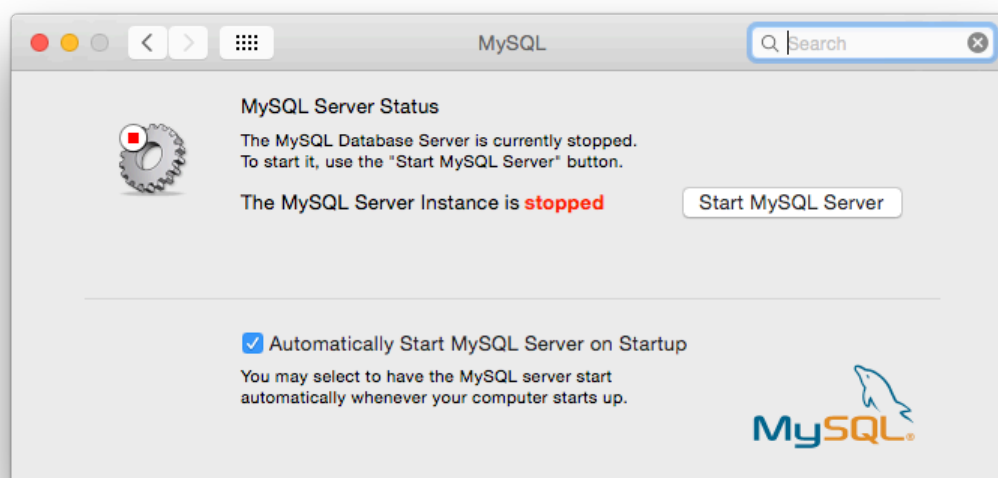 MySQL
Search
MySQL Server Status
The MySQL Database Server is currently stopped.
To start it, use the "Start MySQL Server" button.
The MySQL Server Instance is stopped
Start MySQL Server
Automatically Start MySQL Server on Startup
You may select to have the MySQL server start
automatically whenever your computer starts up.
MySQL®